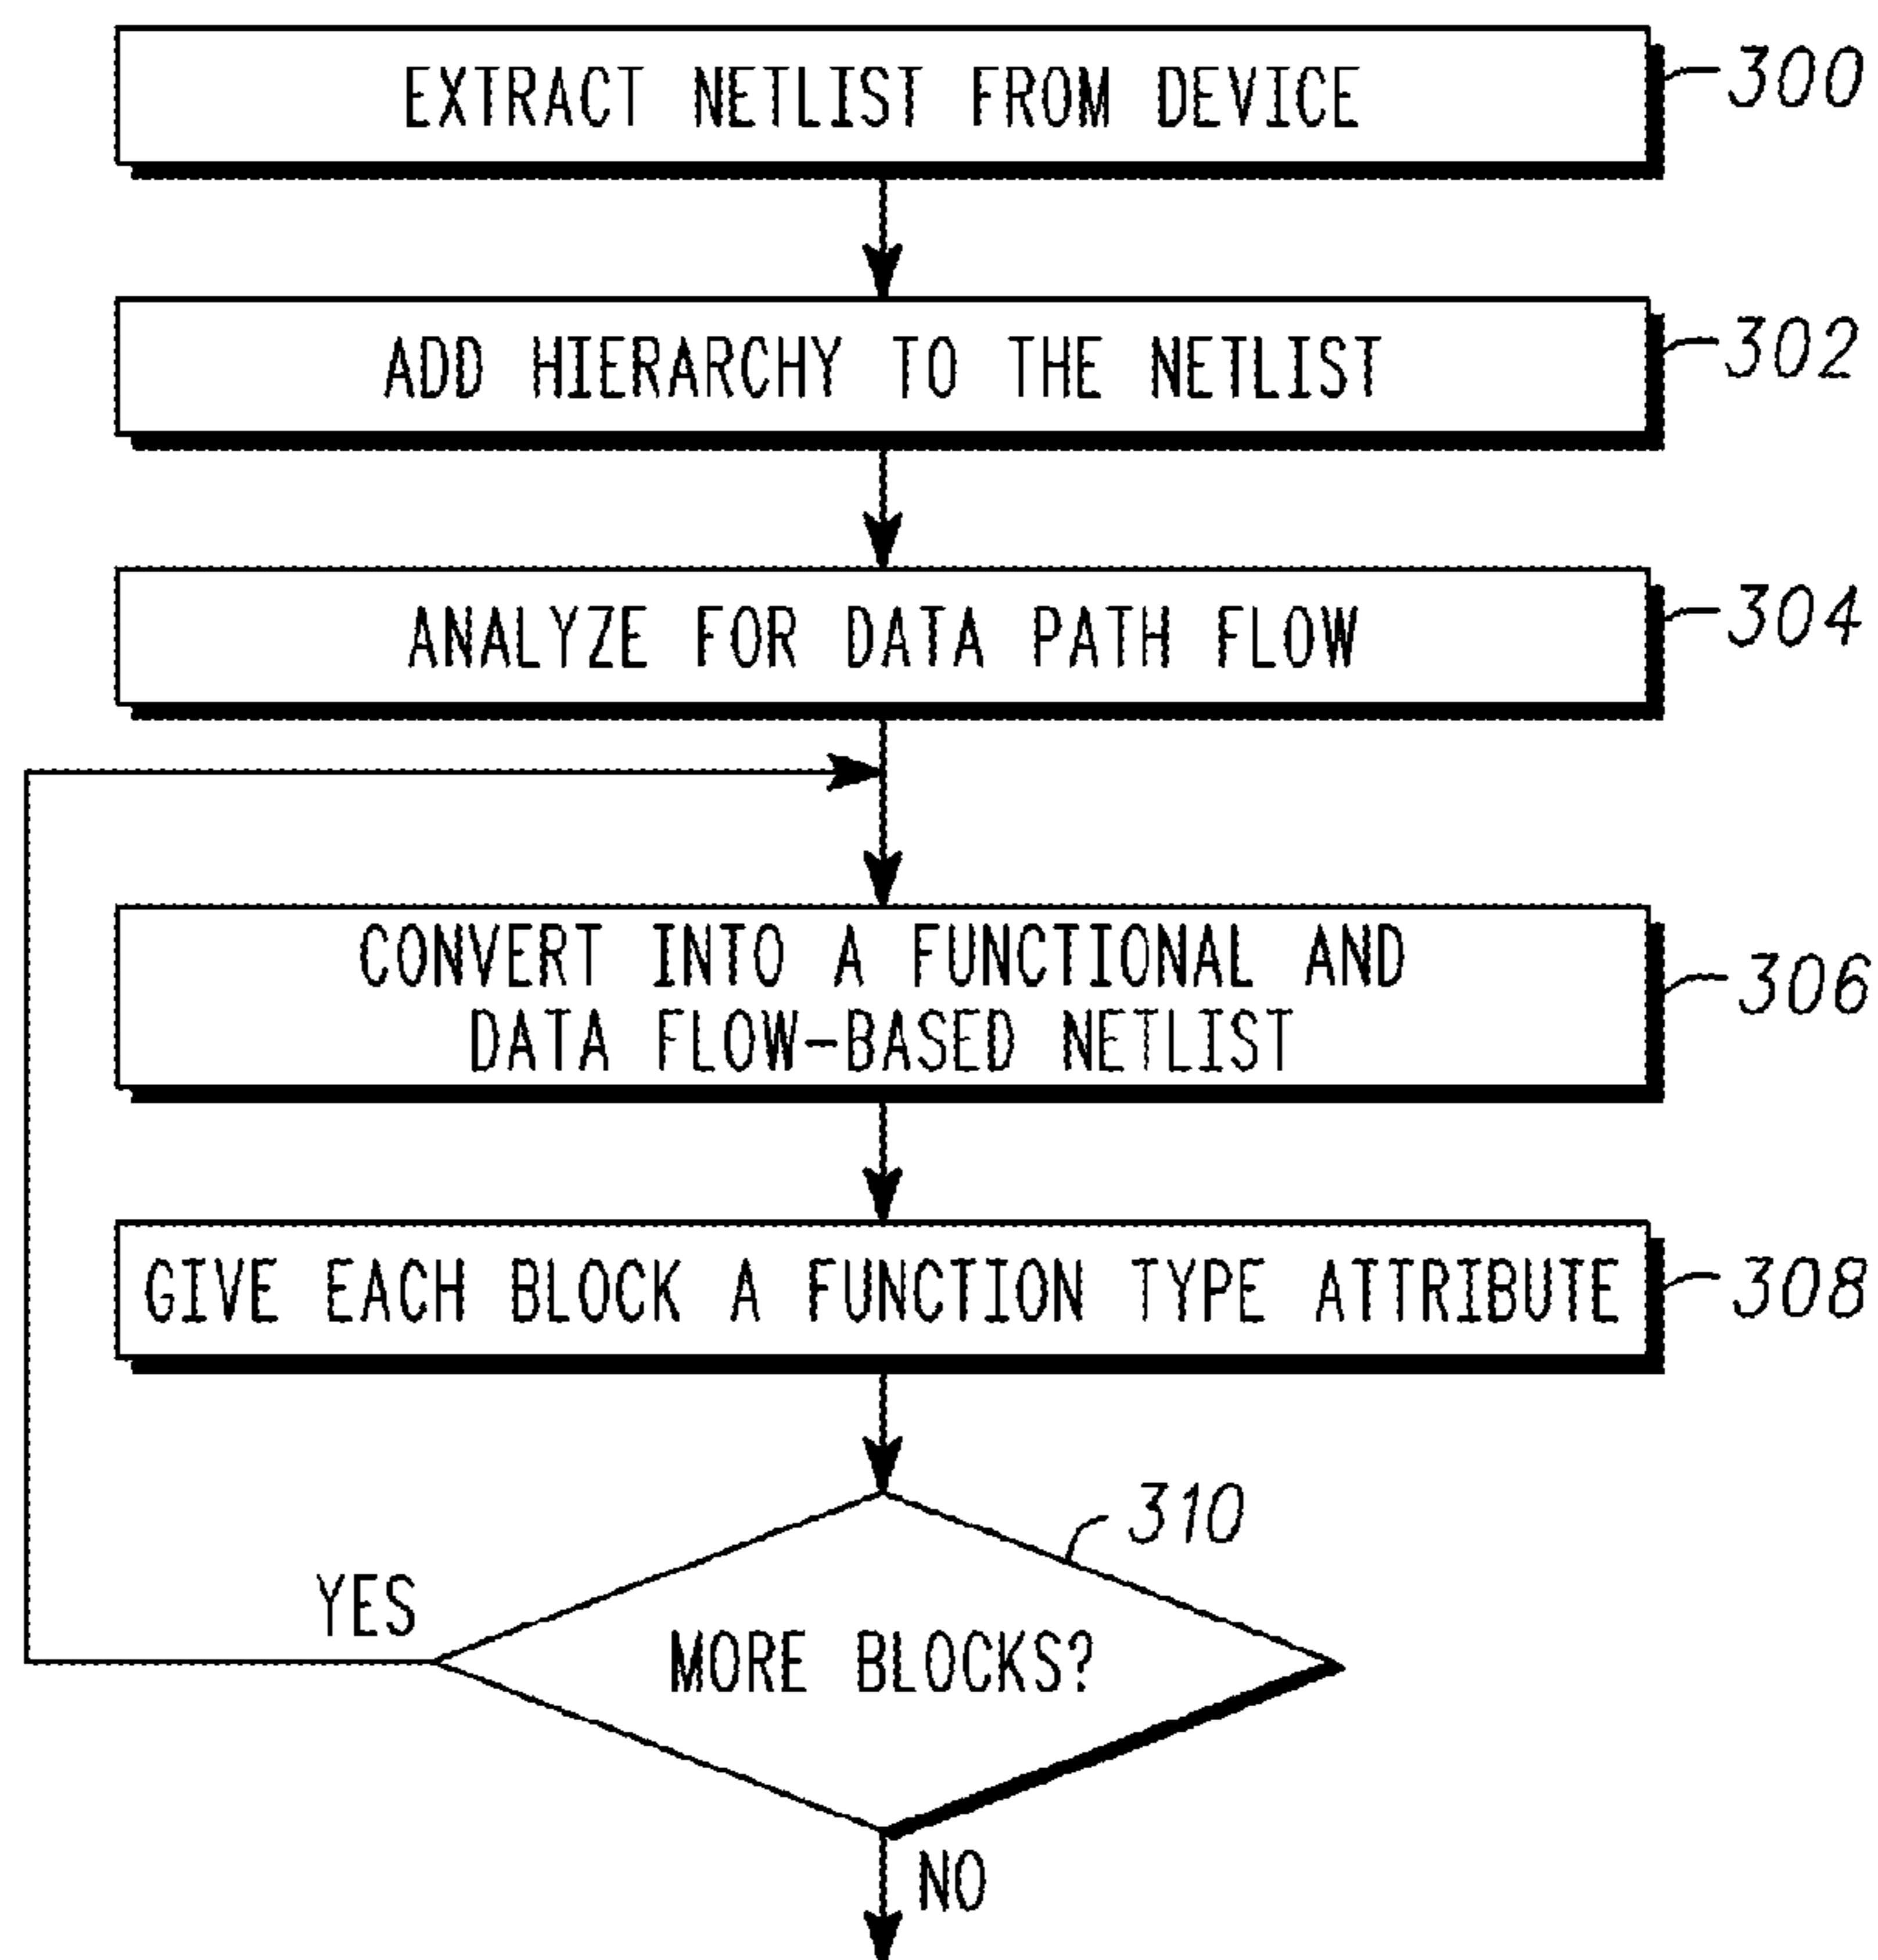 EXTRACT NETLIST FROM DEVICE
300
ADD HIERARCHY TO THE NETLIST
302
ANALYZE FOR DATA PATH FLOW
304
CONVERT INTO A FUNCTIONAL AND
DATA FLOW-BASED NETLIST
306
GIVE EACH BLOCK A FUNCTION TYPE ATTRIBUTE
308
310
YES
MORE BLOCKS?
NO